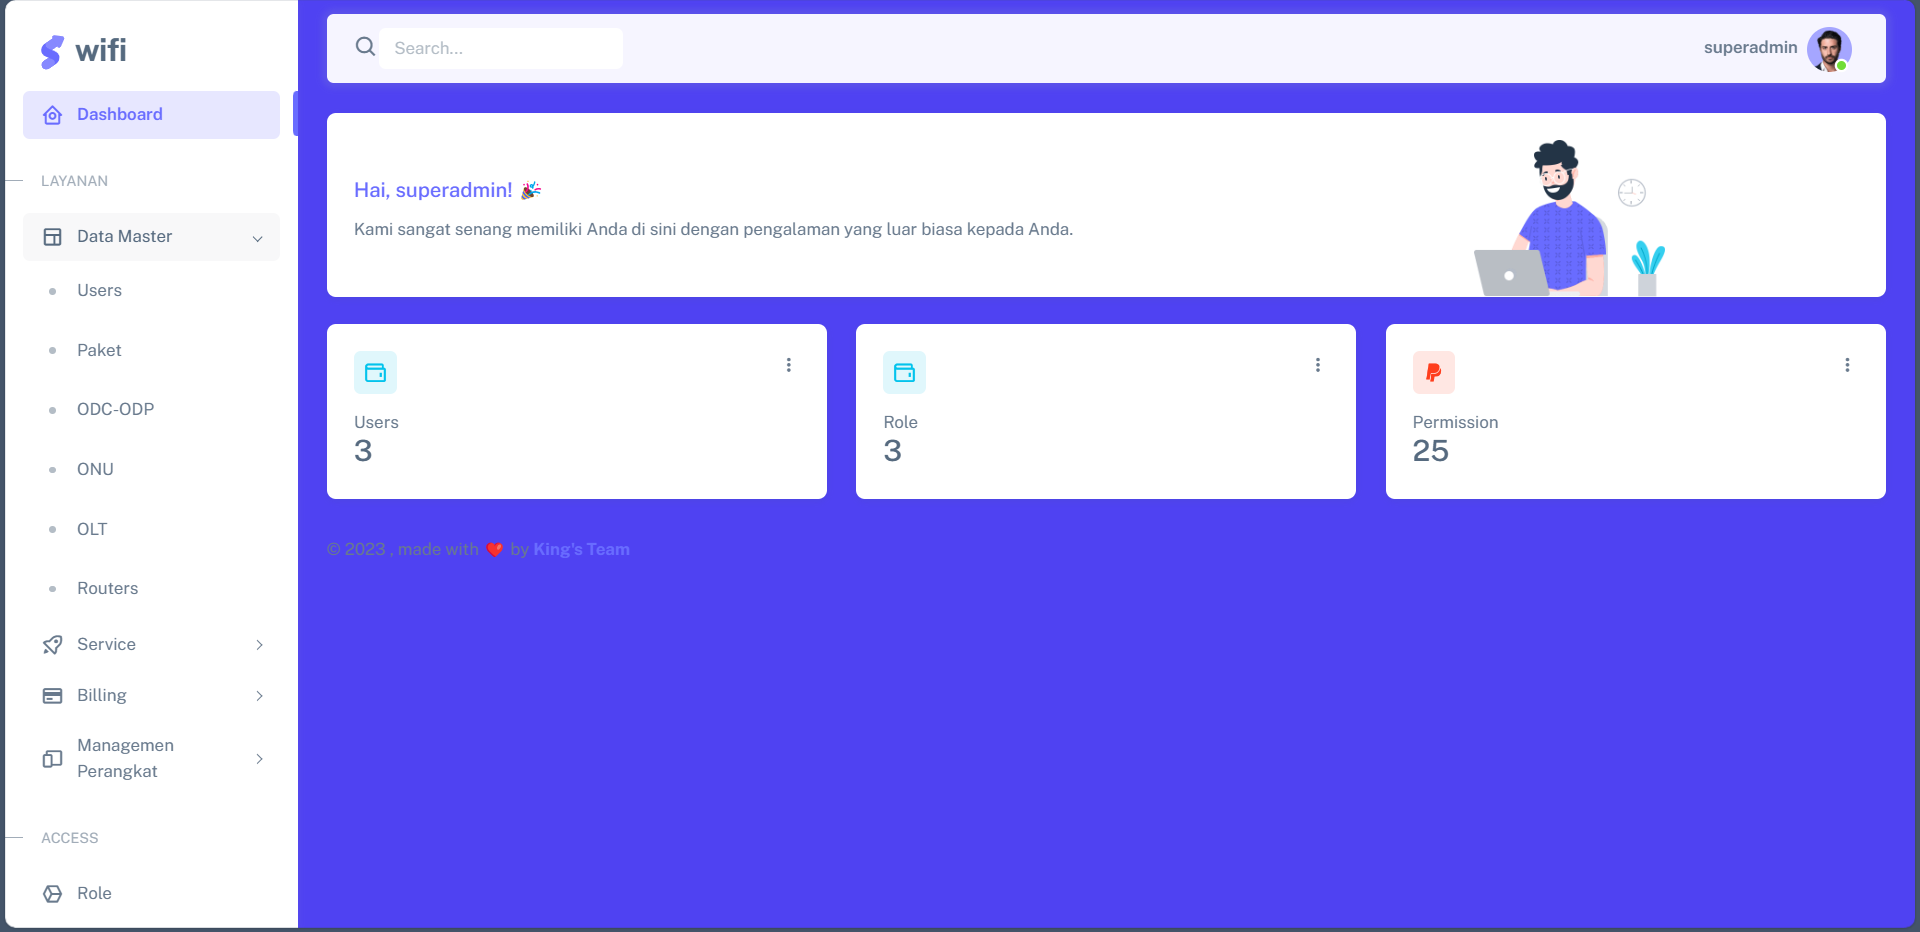 wifi
Dashboard
LAYANAN
Data Master
Users
Paket
ODC-ODP
ONU
OLT
Routers
Service
Billing
Managemen
Perangkat
ACCESS
Role
Search...
superadmin
Hai, superadmin! 🎉
Kami sangat senang memiliki Anda di sini dengan pengalaman yang luar biasa kepada Anda.
Users
3
Role
3
Permission
25
© 2023 , made with ❤️ by King's Team